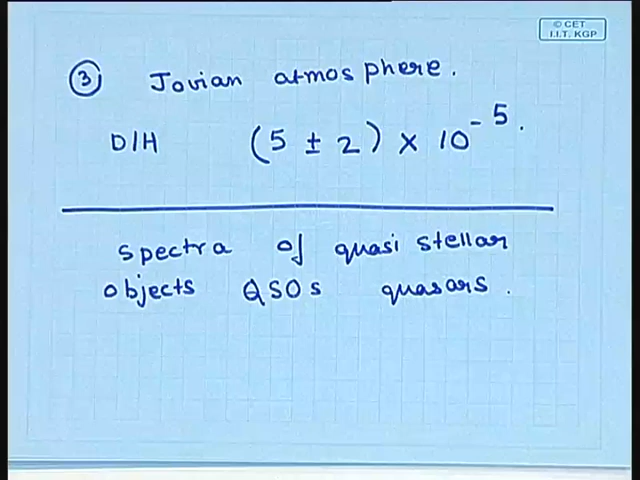 © CET
I.I.T. KGP
3 Jovian atmosphere.
D/H (5 ± 2) × 10⁻⁵.
spectra of quasi stellar
objects QSOs quasars.